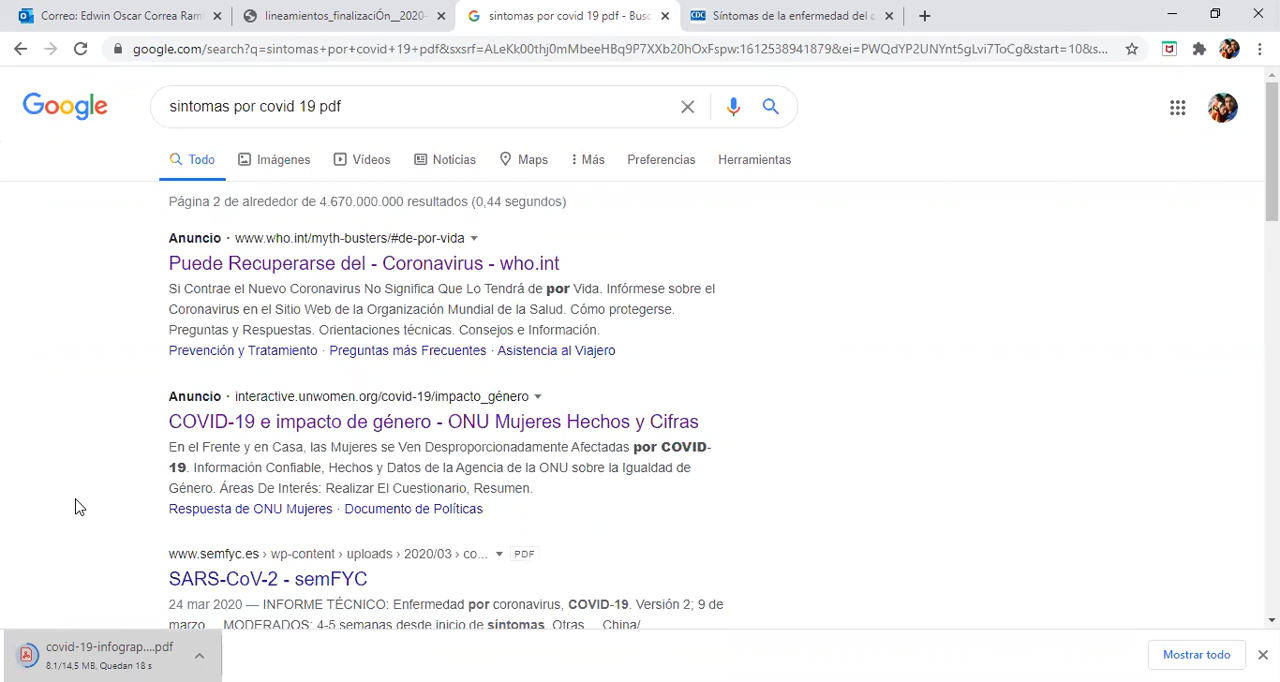 Correo: Edwin Oscar Correa Ram
lineamientos_finalizaciÓn__2020-
sintomas por covid 19 pdf - Busc
CDC
Síntomas de la enfermedad del c
google.com/search?q=sintomas+por+covid+19+pdf&sxsrf=ALeKk00thj0mMbeeHBq9P7XXb20hOxFspw:1612538941879&ei=PWQdYP2UNYnt5gLvi7ToCg&start=10&s...
Google
sintomas por covid 19 pdf
Todo
Imágenes
Vídeos
Noticias
Maps
Más
Preferencias
Herramientas
Página 2 de alrededor de 4.670.000.000 resultados (0,44 segundos)
Anuncio · www.who.int/myth-busters/#de-por-vida
Puede Recuperarse del - Coronavirus - who.int
Si Contrae el Nuevo Coronavirus No Significa Que Lo Tendrá de por Vida. Infórmese sobre el
Coronavirus en el Sitio Web de la Organización Mundial de la Salud. Cómo protegerse.
Preguntas y Respuestas. Orientaciones técnicas. Consejos e Información.
Prevención y Tratamiento · Preguntas más Frecuentes · Asistencia al Viajero
Anuncio · interactive.unwomen.org/covid-19/impacto_género
COVID-19 e impacto de género - ONU Mujeres Hechos y Cifras
En el Frente y en Casa, las Mujeres se Ven Desproporcionadamente Afectadas por COVID-
19. Información Confiable, Hechos y Datos de la Agencia de la ONU sobre la Igualdad de
Género. Áreas De Interés: Realizar El Cuestionario, Resumen.
Respuesta de ONU Mujeres · Documento de Políticas
www.semfyc.es › wp-content › uploads › 2020/03 › co... PDF
SARS-CoV-2 - semFYC
24 mar 2020 — INFORME TÉCNICO: Enfermedad por coronavirus, COVID-19. Versión 2; 9 de
marzo ... MODERADOS: 4-5 semanas desde inicio de síntomas. Otras ... China/
covid-19-infograp....pdf
8.1/14.5 MB, Quedan 18 s
Mostrar todo